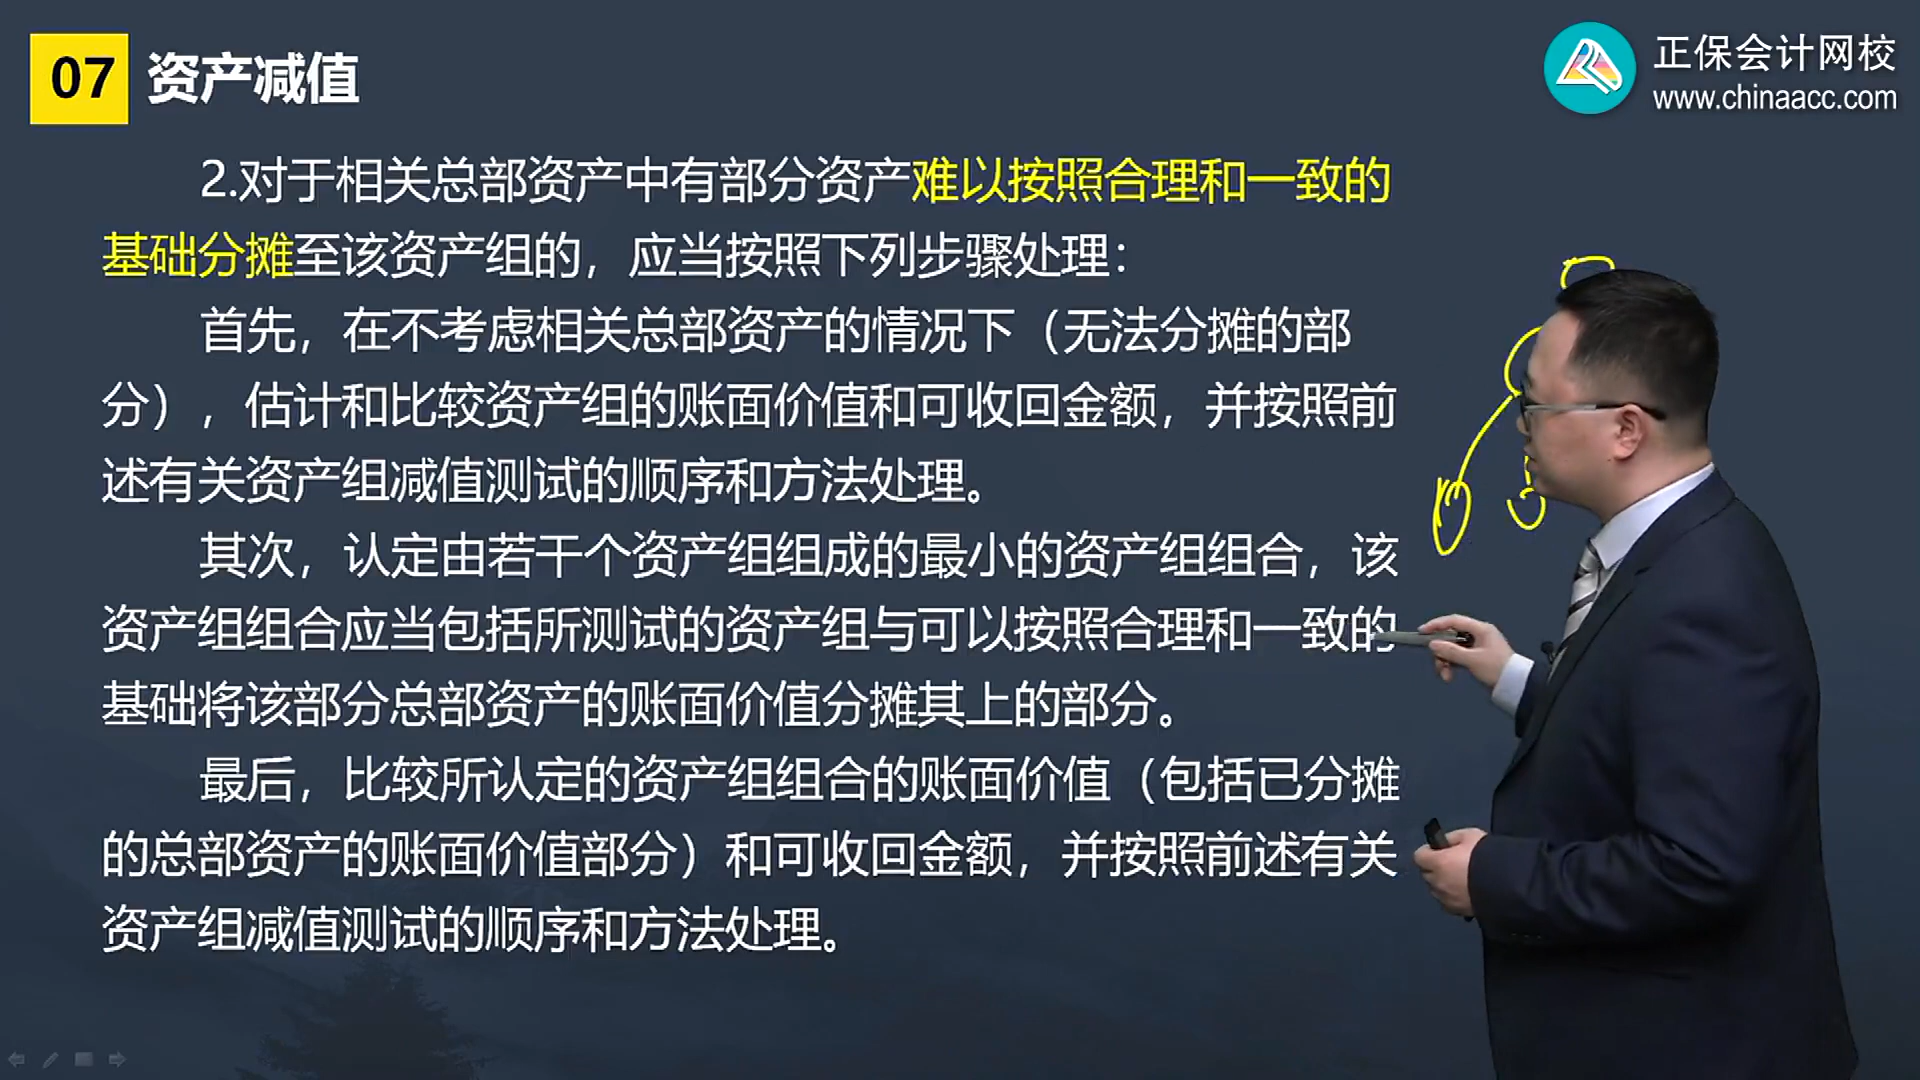 07 资产减值
正保会计网校
www.chinaacc.com
2.对于相关总部资产中有部分资产难以按照合理和一致的
基础分摊至该资产组的，应当按照下列步骤处理：
首先，在不考虑相关总部资产的情况下（无法分摊的部
分），估计和比较资产组的账面价值和可收回金额，并按照前
述有关资产组减值测试的顺序和方法处理。
其次，认定由若干个资产组组成的最小的资产组组合，该
资产组组合应当包括所测试的资产组与可以按照合理和一致的
基础将该部分总部资产的账面价值分摊其上的部分。
最后，比较所认定的资产组组合的账面价值（包括已分摊
的总部资产的账面价值部分）和可收回金额，并按照前述有关
资产组减值测试的顺序和方法处理。